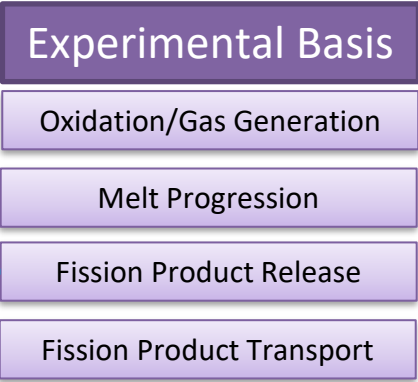 Experimental Basis
Oxidation/Gas Generation
Melt Progression
Fission Product Release
Fission Product Transport